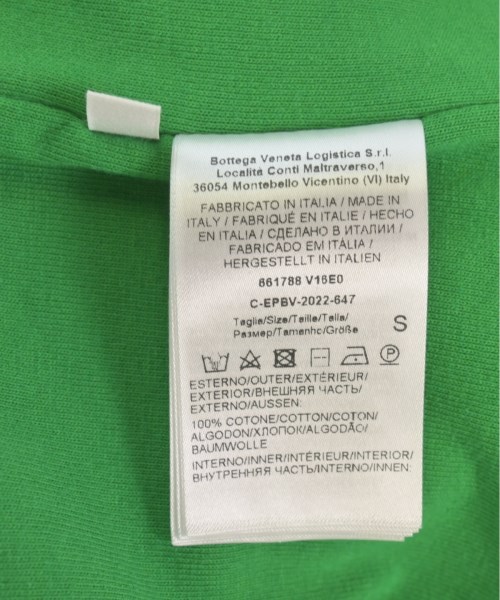 Bottega Veneta Logistica S.r.l.
Località Conti Maltraverso,1
36054 Montebello Vicentino (VI) Italy
FABBRICATO IN ITALIA / MADE IN
ITALY / FABRIQUÉ EN ITALIE / HECHO
EN ITALIA / СДЕЛАНО В ИТАЛИИ /
FABRICADO EM ITÁLIA /
HERGESTELLT IN ITALIEN
661788 V16E0
C-EPBV-2022-647
Taglia/Size/Taille/Talla/
Размер/Tamanho/Größe S
ESTERNO/OUTER/EXTÉRIEUR/
EXTERIOR/ВНЕШНЯЯ ЧАСТЬ/
EXTERNO/AUSSEN:
100% COTONE/COTTON/COTON/
ALGODON/ХЛОПОК/ALGODÃO/
BAUMWOLLE
INTERNO/INNER/INTÉRIEUR/INTERIOR/
ВНУТРЕННЯЯ ЧАСТЬ/INTERNO/INNEN: